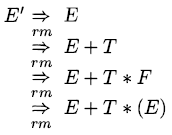 E' ⇒rm E
⇒rm E + T
⇒rm E + T * F
⇒rm E + T * (E)